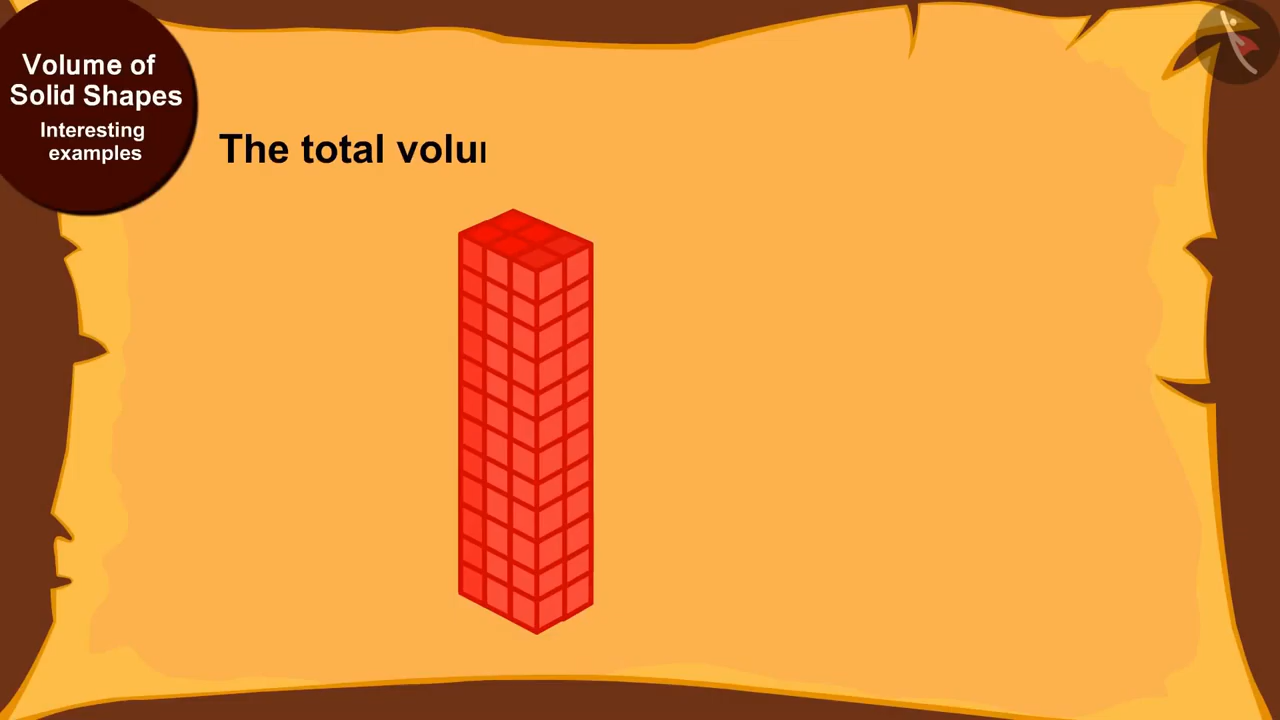 Volume of
Solid Shapes
Interesting
examples
The total volu